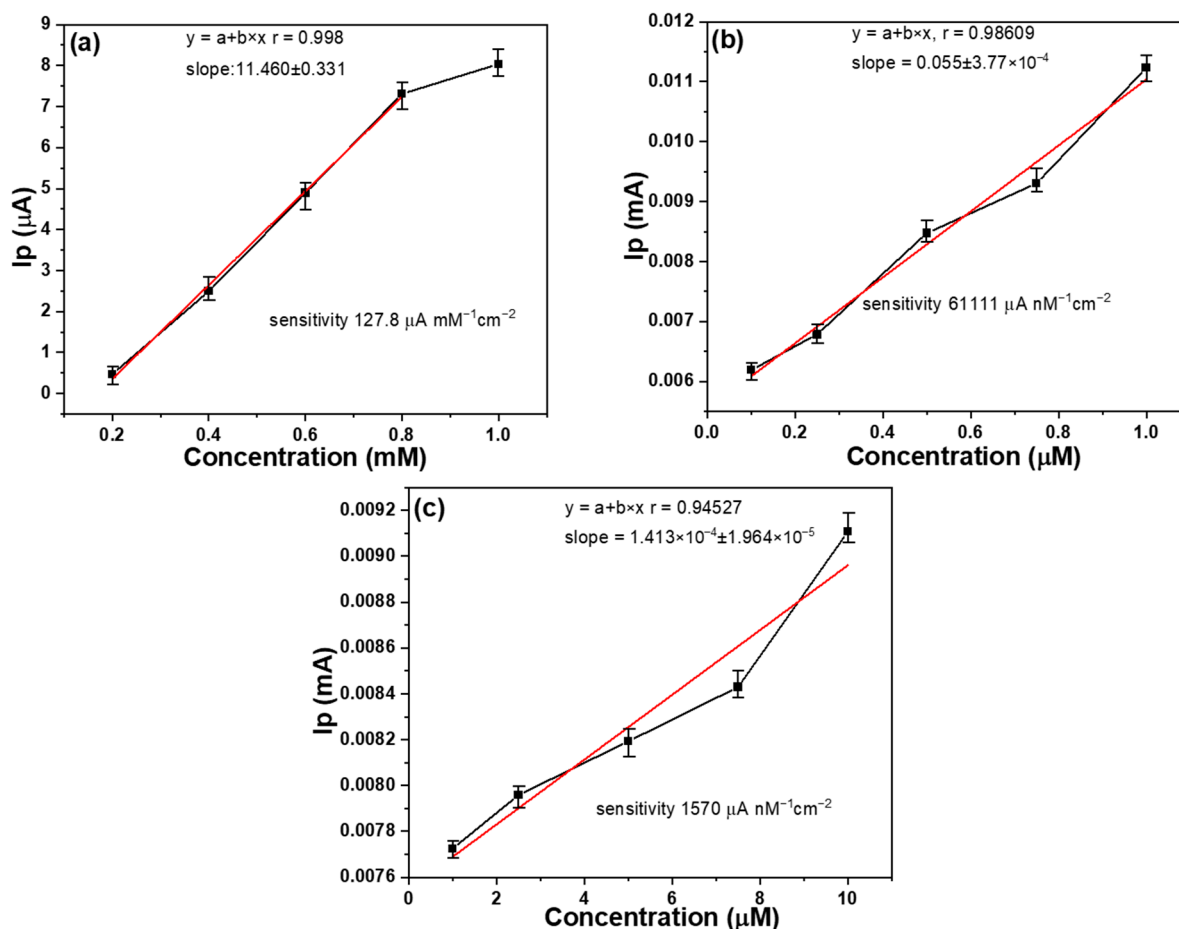 (a)
y = a+b×x r = 0.998
slope:11.460±0.331
sensitivity 127.8 μA mM⁻¹cm⁻²
Ip (μA)
9
8
7
6
5
4
3
2
1
0
0.2 0.4 0.6 0.8 1.0
Concentration (mM)
(b)
y = a+b×x, r = 0.98609
slope = 0.055±3.77×10⁻⁴
sensitivity 61111 μA nM⁻¹cm⁻²
Ip (mA)
0.012
0.011
0.010
0.009
0.008
0.007
0.006
0.0 0.2 0.4 0.6 0.8 1.0
Concentration (μM)
(c)
y = a+b×x r = 0.94527
slope = 1.413×10⁻⁴±1.964×10⁻⁵
sensitivity 1570 μA nM⁻¹cm⁻²
Ip (mA)
0.0092
0.0090
0.0088
0.0086
0.0084
0.0082
0.0080
0.0078
0.0076
0 2 4 6 8 10
Concentration (μM)